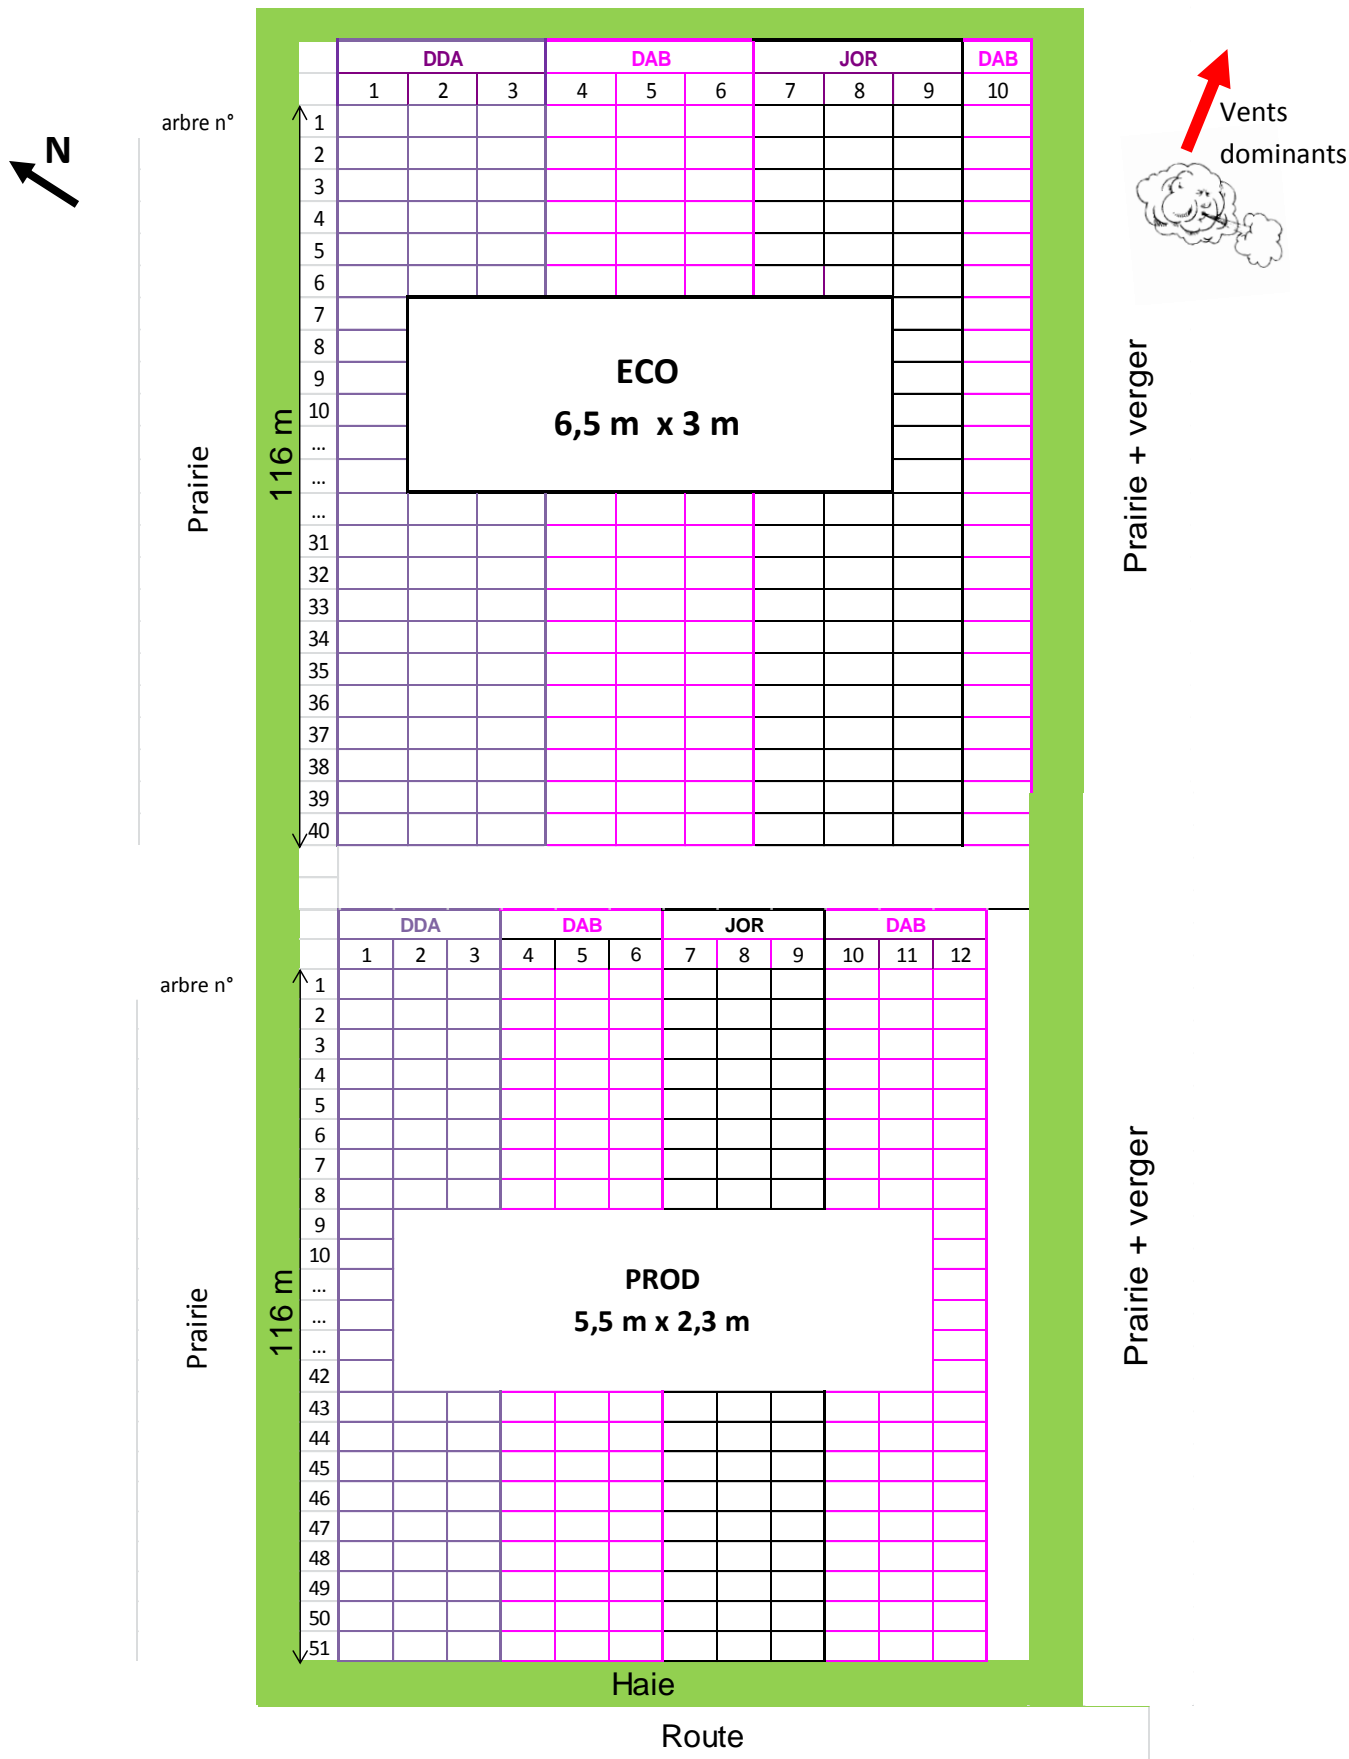 DDA DAB JOR DAB
1 2 3 4 5 6 7 8 9 10
arbre n° 1
2
3
4
5
6
7
8
9
10
...
...
...
31
32
33
34
35
36
37
38
39
40
ECO
6,5 m x 3 m
116 m
Prairie
N
Vents
dominants
Prairie + verger
DDA DAB JOR DAB
1 2 3 4 5 6 7 8 9 10 11 12
arbre n° 1
2
3
4
5
6
7
8
9
10
...
...
...
42
43
44
45
46
47
48
49
50
51
PROD
5,5 m x 2,3 m
116 m
Prairie
Prairie + verger
Haie
Route